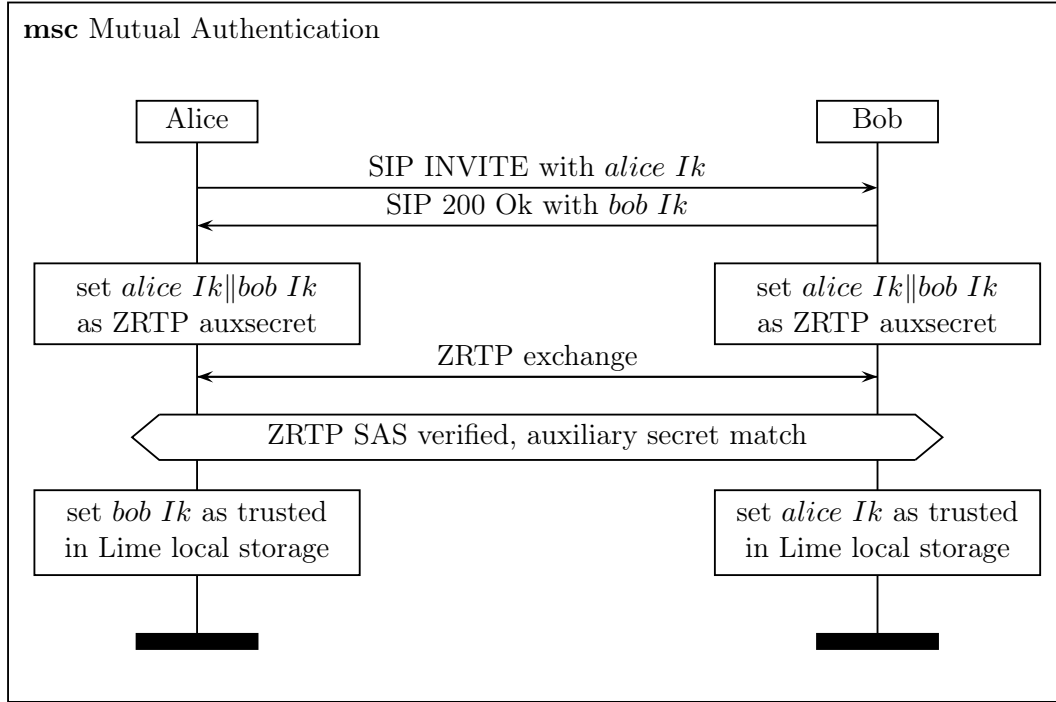 msc Mutual Authentication
Alice
Bob
SIP INVITE with alice Ik
SIP 200 Ok with bob Ik
set alice Ik∥bob Ik
as ZRTP auxsecret
set alice Ik∥bob Ik
as ZRTP auxsecret
ZRTP exchange
ZRTP SAS verified, auxiliary secret match
set bob Ik as trusted
in Lime local storage
set alice Ik as trusted
in Lime local storage